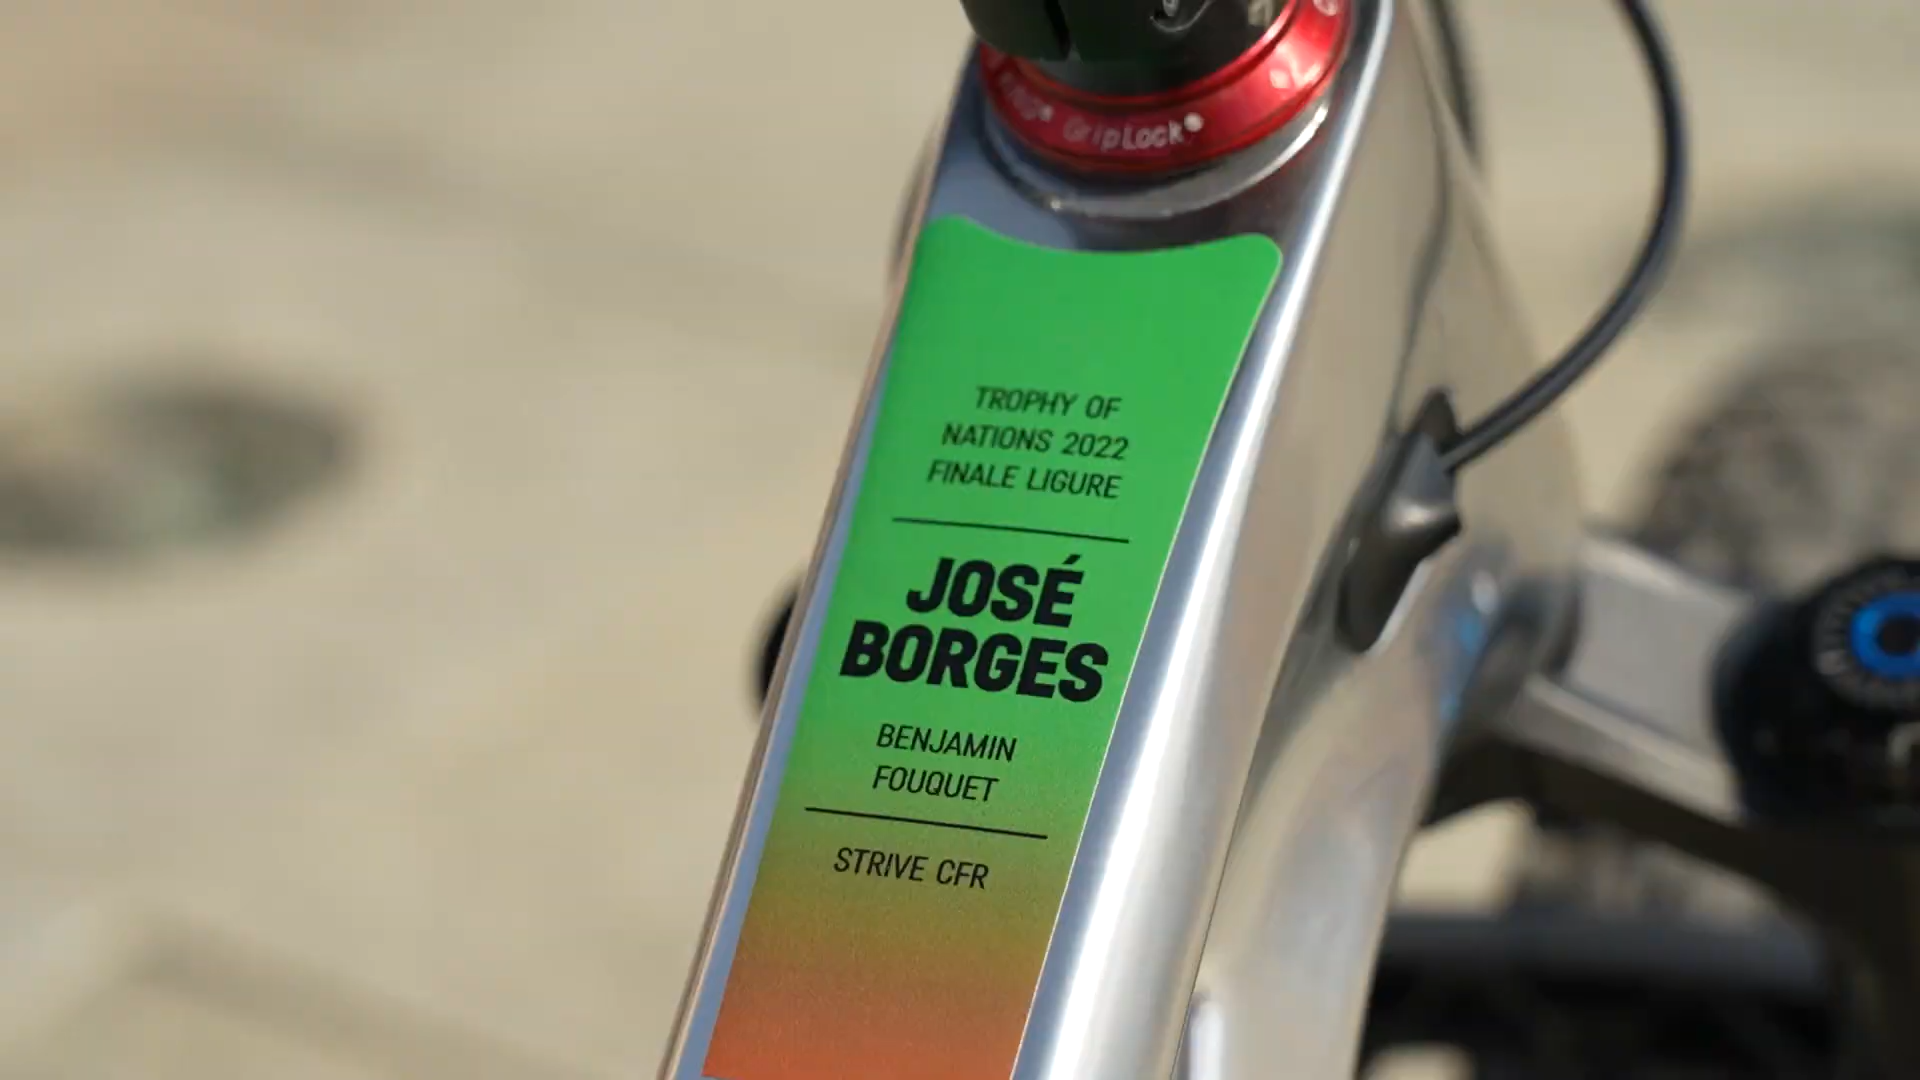 GripLock®
TROPHY OF
NATIONS 2022
FINALE LIGURE
JOSÉ
BORGES
BENJAMIN
FOUQUET
STRIVE CFR